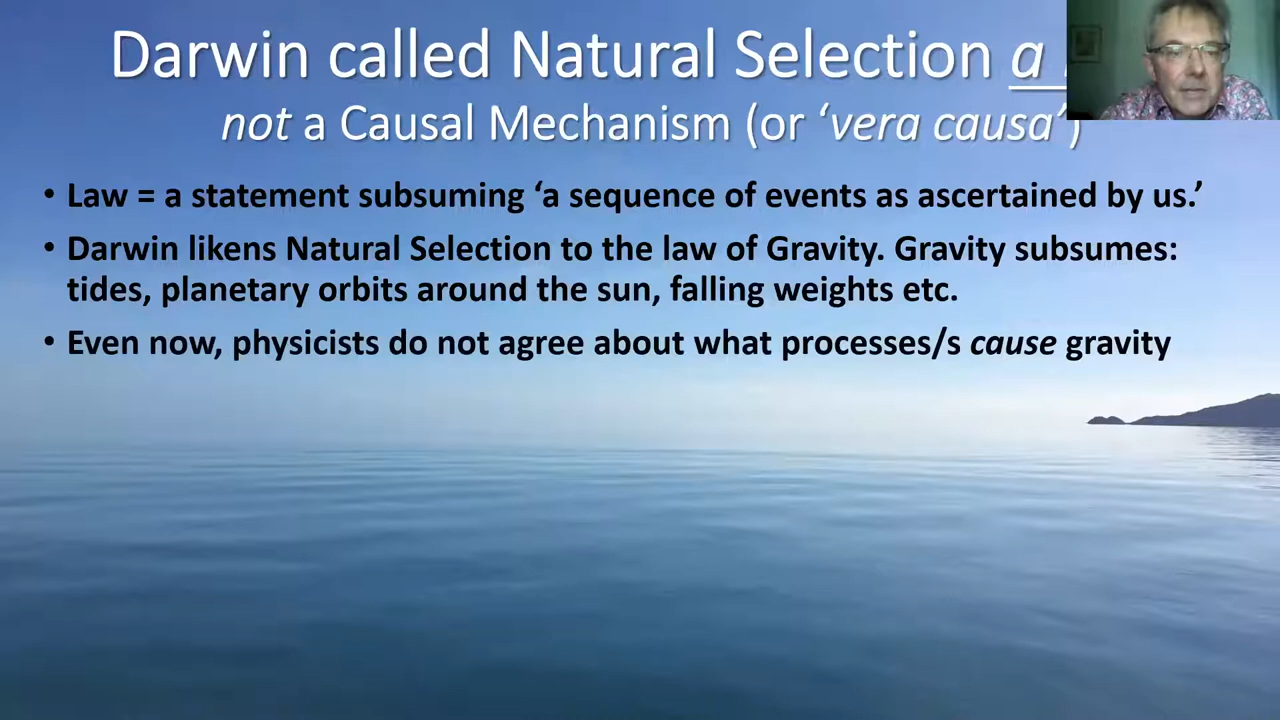 Darwin called Natural Selection a
not a Causal Mechanism (or ‘vera causa’)
• Law = a statement subsuming ‘a sequence of events as ascertained by us.’
• Darwin likens Natural Selection to the law of Gravity. Gravity subsumes:
tides, planetary orbits around the sun, falling weights etc.
• Even now, physicists do not agree about what processes/s cause gravity